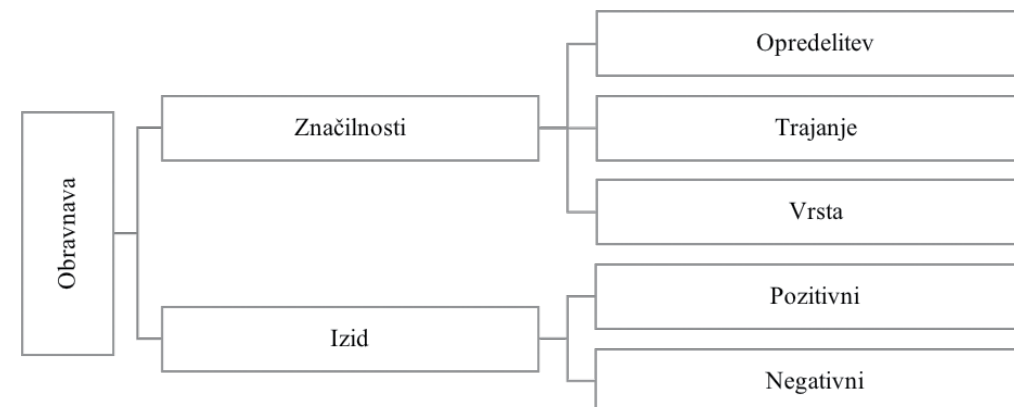 Obravnava
Značilnosti
Opredelitev
Trajanje
Vrsta
Izid
Pozitivni
Negativni